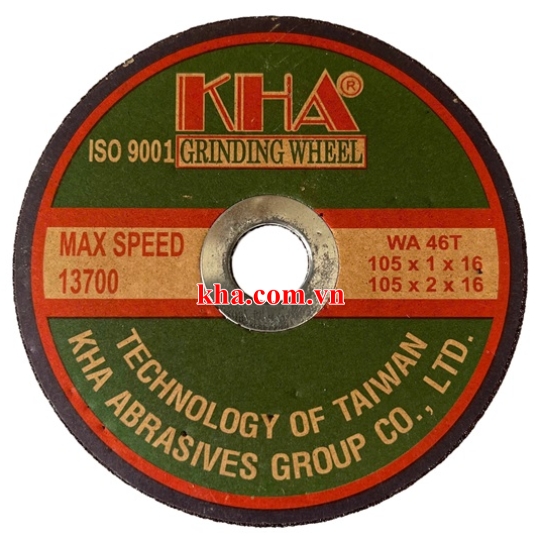 KHA®
ISO 9001 GRINDING WHEEL
MAX SPEED
13700
WA 46T
105 x 1 x 16
105 x 2 x 16
kha.com.vn
TECHNOLOGY OF TAIWAN
KHA ABRASIVES GROUP CO., LTD.